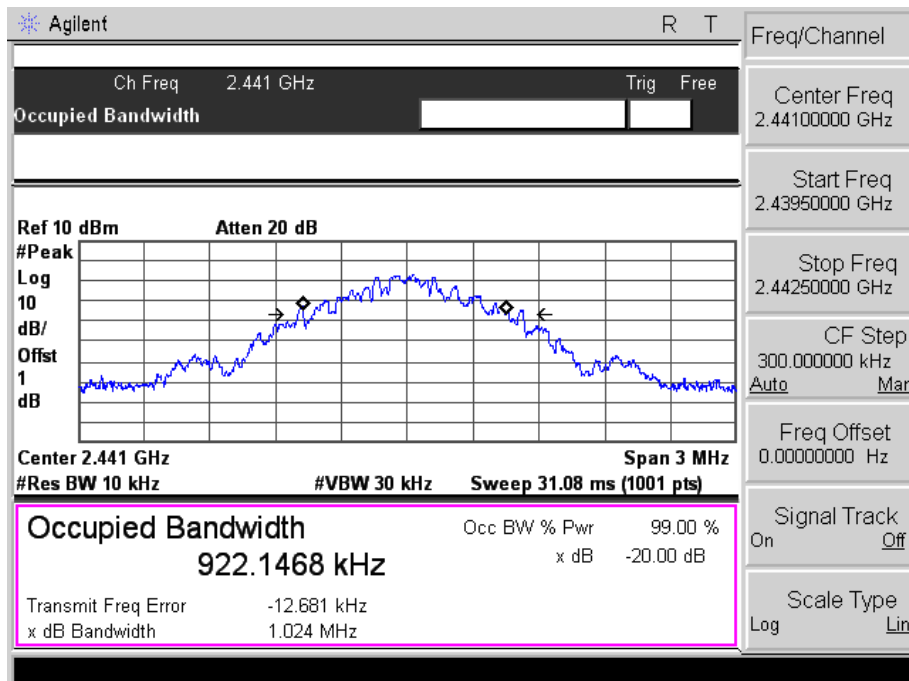 Agilent R T
Freq/Channel
Ch Freq 2.441 GHz Trig Free
Occupied Bandwidth
Center Freq
2.44100000 GHz
Start Freq
2.43950000 GHz
Stop Freq
2.44250000 GHz
CF Step
300.000000 kHz
Auto Man
Freq Offset
0.00000000 Hz
Signal Track
On Off
Scale Type
Log Lin
Ref 10 dBm Atten 20 dB
#Peak
Log
10
dB/
Offst
1
dB
Center 2.441 GHz Span 3 MHz
#Res BW 10 kHz #VBW 30 kHz Sweep 31.08 ms (1001 pts)
Occupied Bandwidth Occ BW % Pwr 99.00 %
922.1468 kHz x dB -20.00 dB
Transmit Freq Error -12.681 kHz
x dB Bandwidth 1.024 MHz